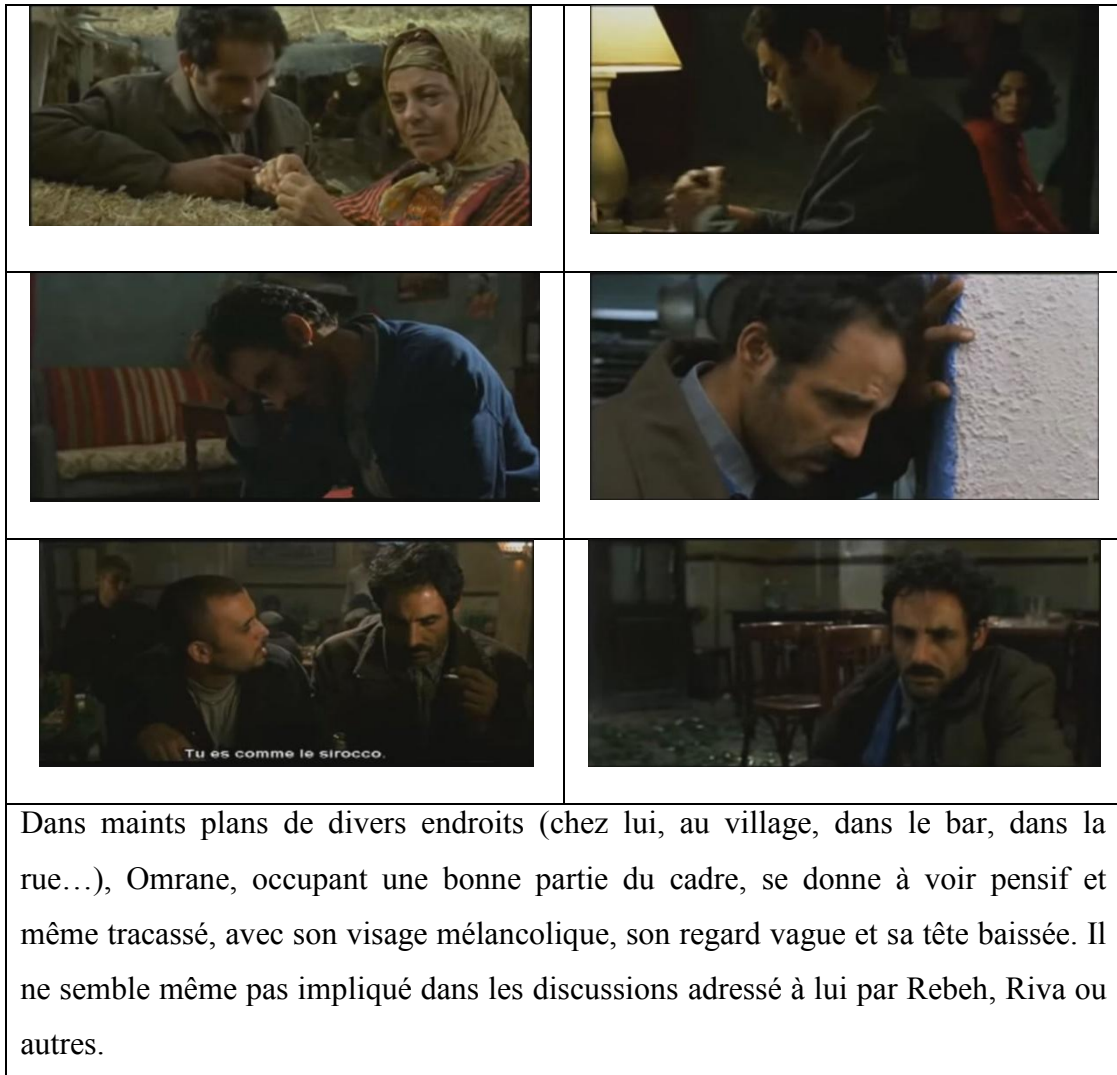 Tu es comme le sirocco.
Dans maints plans de divers endroits (chez lui, au village, dans le bar, dans la
rue…), Omrane, occupant une bonne partie du cadre, se donne à voir pensif et
même tracassé, avec son visage mélancolique, son regard vague et sa tête baissée. Il
ne semble même pas impliqué dans les discussions adressé à lui par Rebeh, Riva ou
autres.